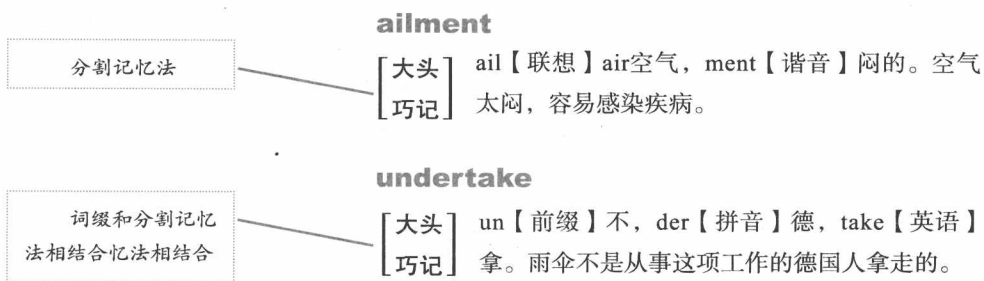 ailment
分割记忆法
[大头巧记] ail【联想】air空气，ment【谐音】闷的。空气
太闷，容易感染疾病。
undertake
词缀和分割记忆
法相结合忆法相结合
[大头巧记] un【前缀】不，der【拼音】德，take【英语】
拿。雨伞不是从事这项工作的德国人拿走的。